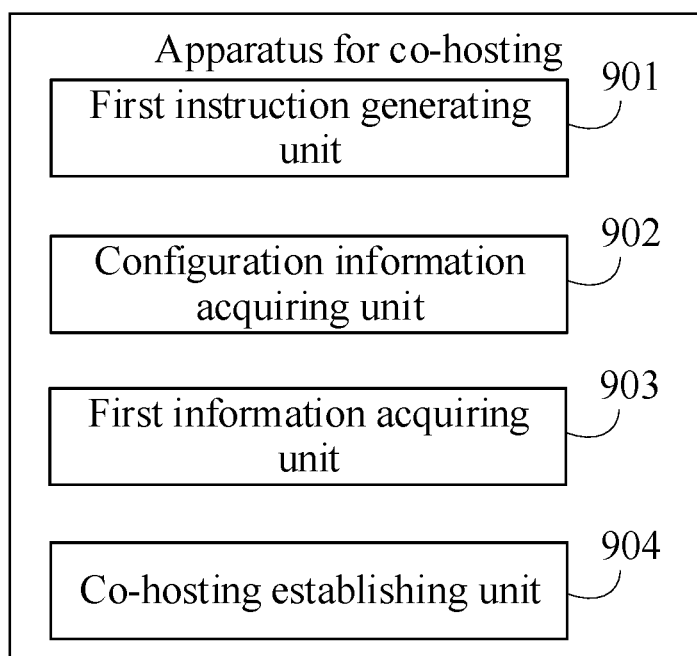 Apparatus for co-hosting
901
First instruction generating
unit
902
Configuration information
acquiring unit
903
First information acquiring
unit
904
Co-hosting establishing unit